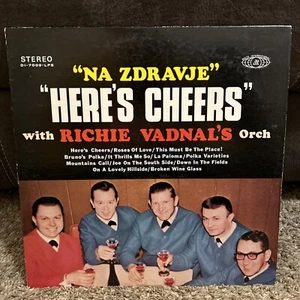 STEREO
SI-7009-LPS
"NA ZDRAVJE"
"HERE'S CHEERS"
with RICHIE VADNAL'S Orch
Here's Cheers/Roses Of Love/This Must Be The Place!
Bruno's Polka/It Thrills Me So/La Paloma/Polka Varieties
Mountains Call/Joe On The South Side/Down In The Fields
On A Lovely Hillside/Broken Wine Glass